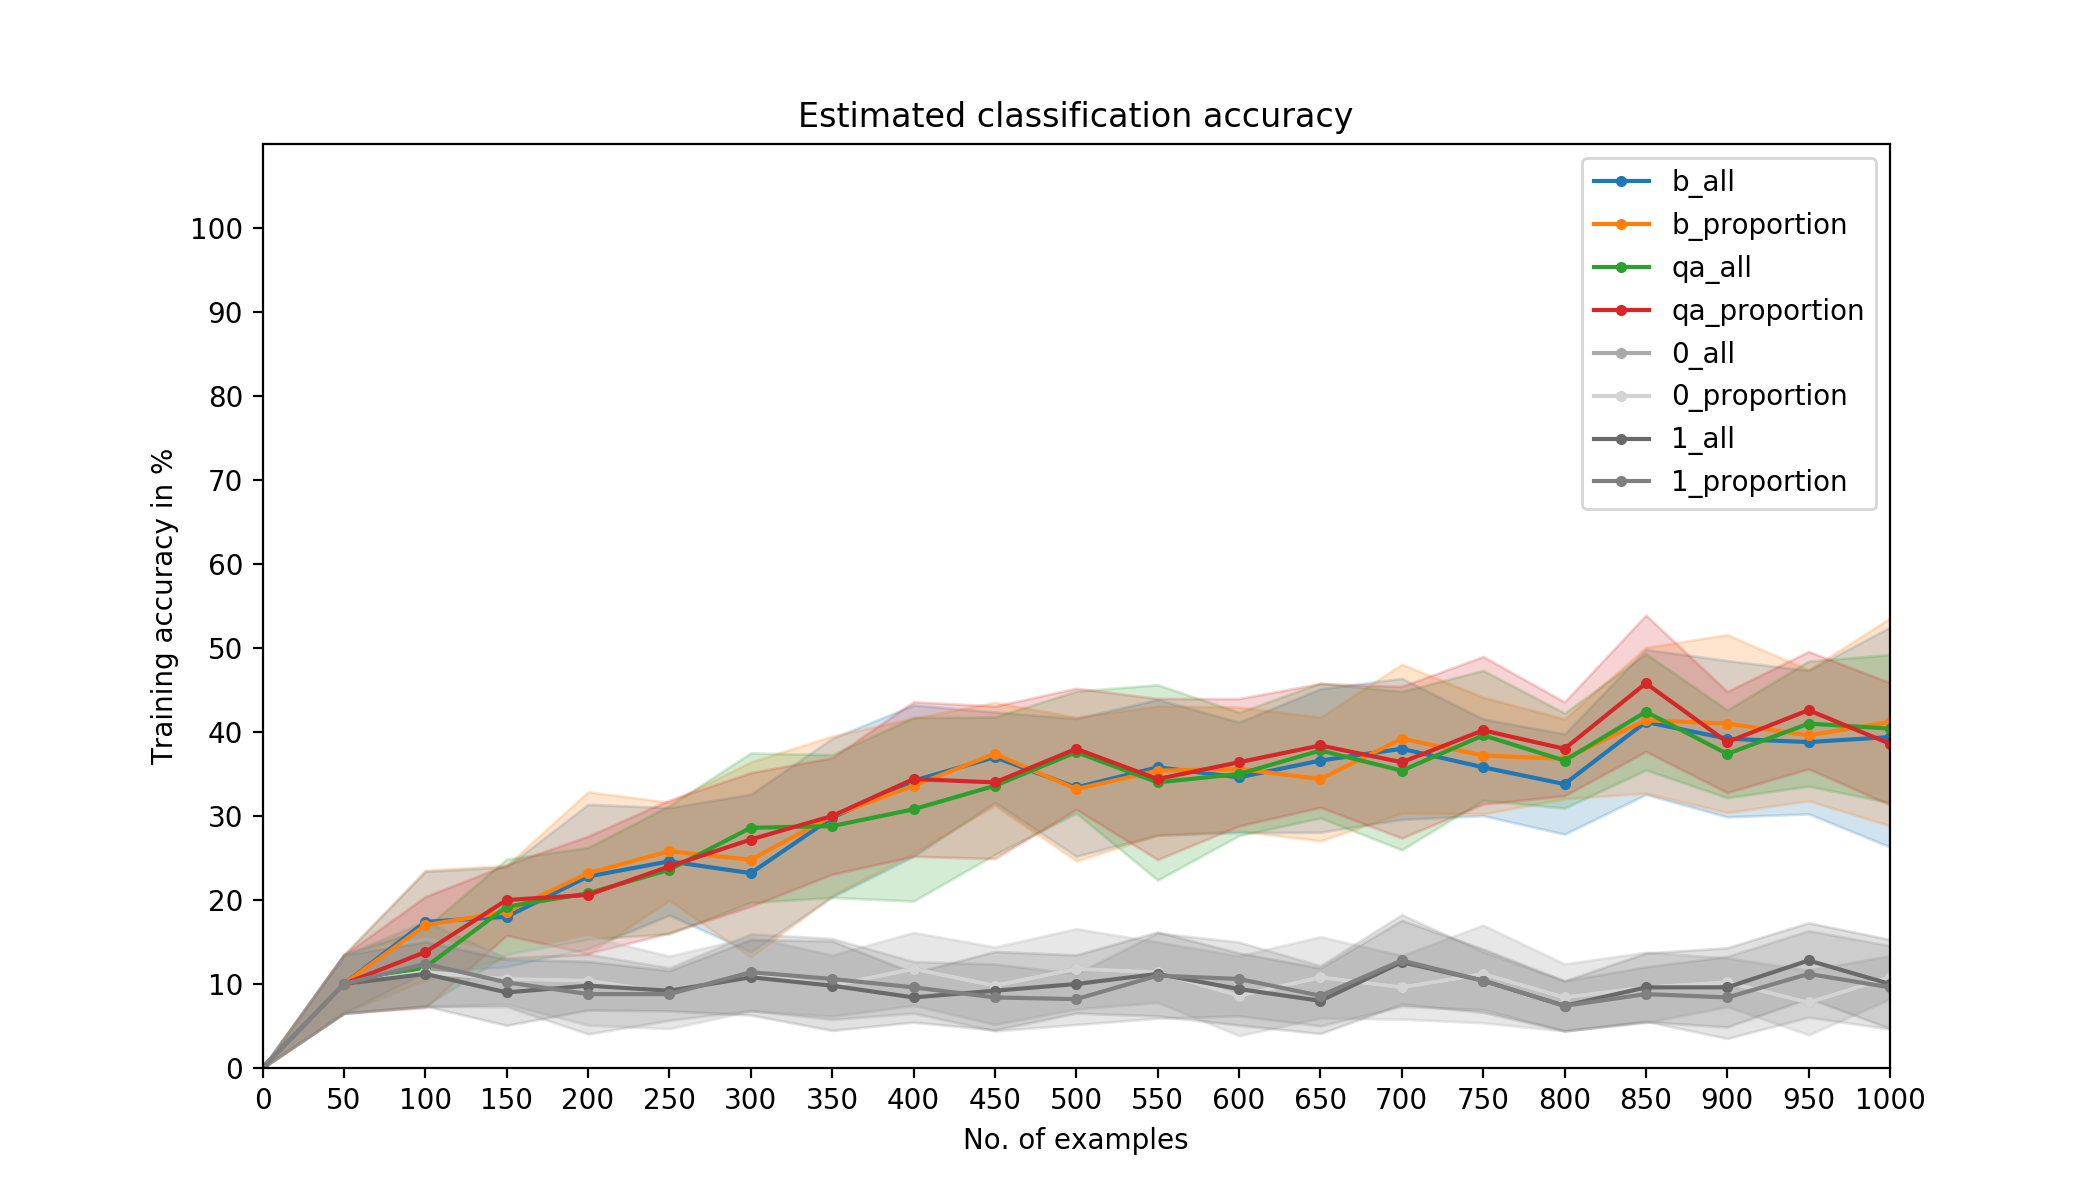 Estimated classification accuracy
b_all
b_proportion
qa_all
qa_proportion
0_all
0_proportion
1_all
1_proportion
Training accuracy in %
100
90
80
70
60
50
40
30
20
10
0
0 50 100 150 200 250 300 350 400 450 500 550 600 650 700 750 800 850 900 950 1000
No. of examples